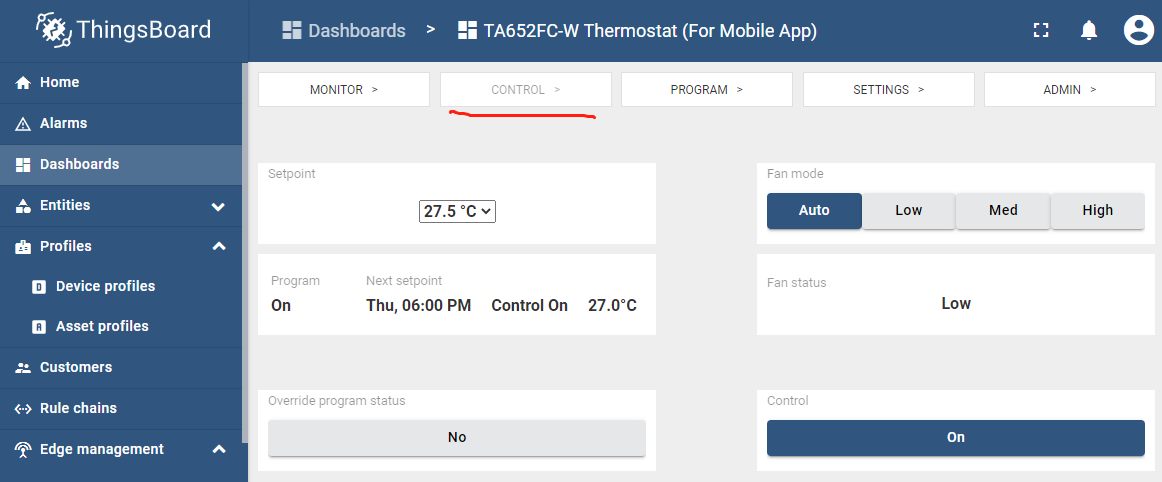 ThingsBoard
Dashboards > TA652FC-W Thermostat (For Mobile App)
Home
Alarms
Dashboards
Entities
Profiles
D Device profiles
A Asset profiles
Customers
Rule chains
Edge management
MONITOR > CONTROL > PROGRAM > SETTINGS > ADMIN >
Setpoint
27.5 °C
Fan mode
Auto Low Med High
Program Next setpoint
On Thu, 06:00 PM Control On 27.0°C
Fan status
Low
Override program status
No
Control
On